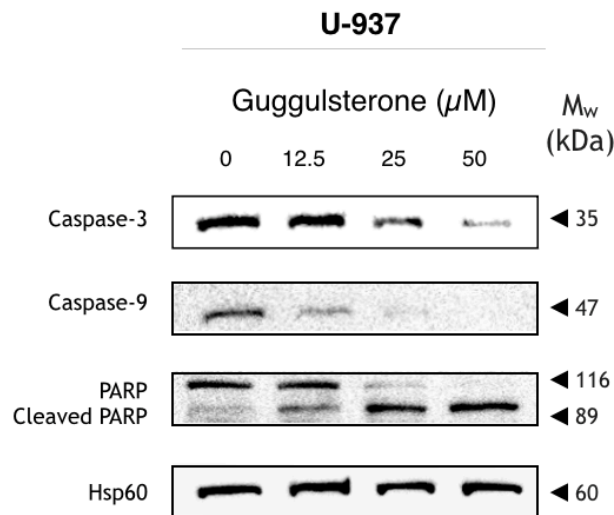 U-937
Guggulsterone (µM)
Mw
(kDa)
0 12.5 25 50
Caspase-3 ◄ 35
Caspase-9 ◄ 47
PARP ◄ 116
Cleaved PARP ◄ 89
Hsp60 ◄ 60